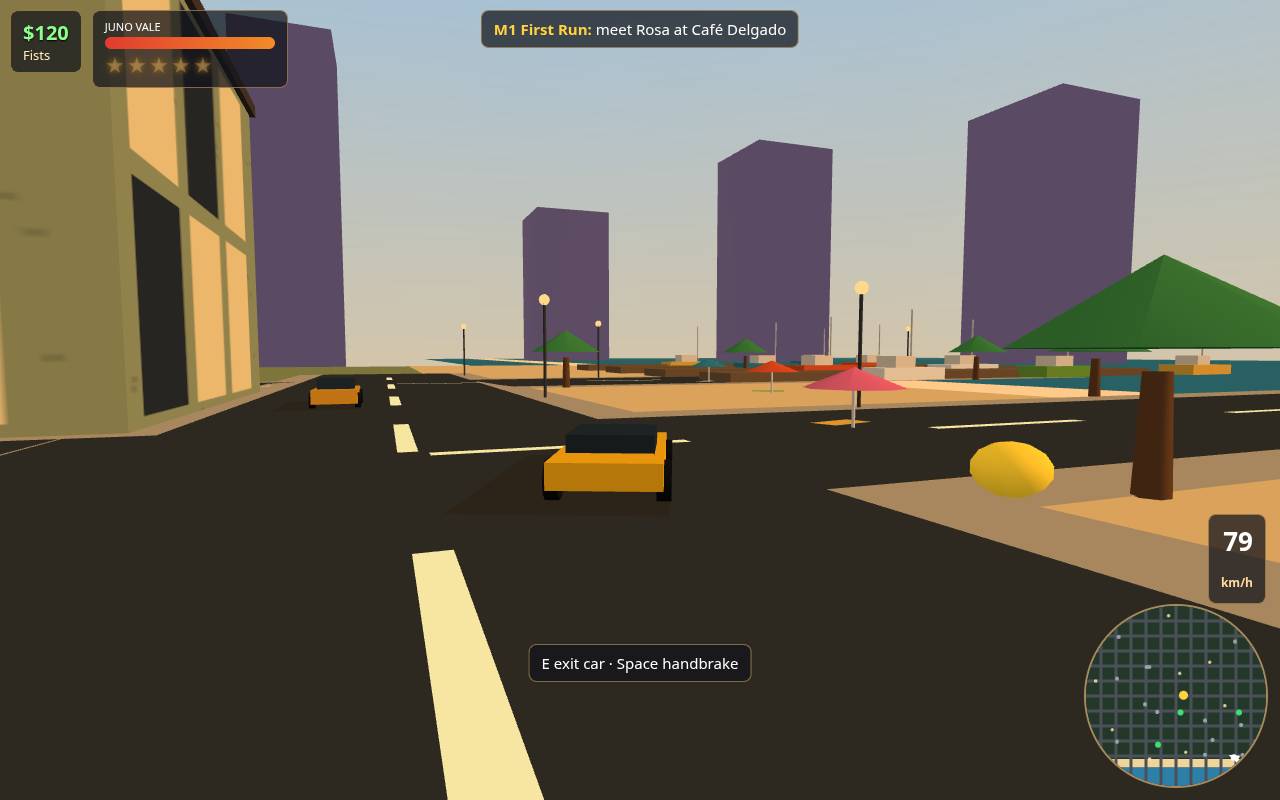 $120
Fists
JUNO VALE
M1 First Run: meet Rosa at Café Delgado
79
km/h
E exit car · Space handbrake